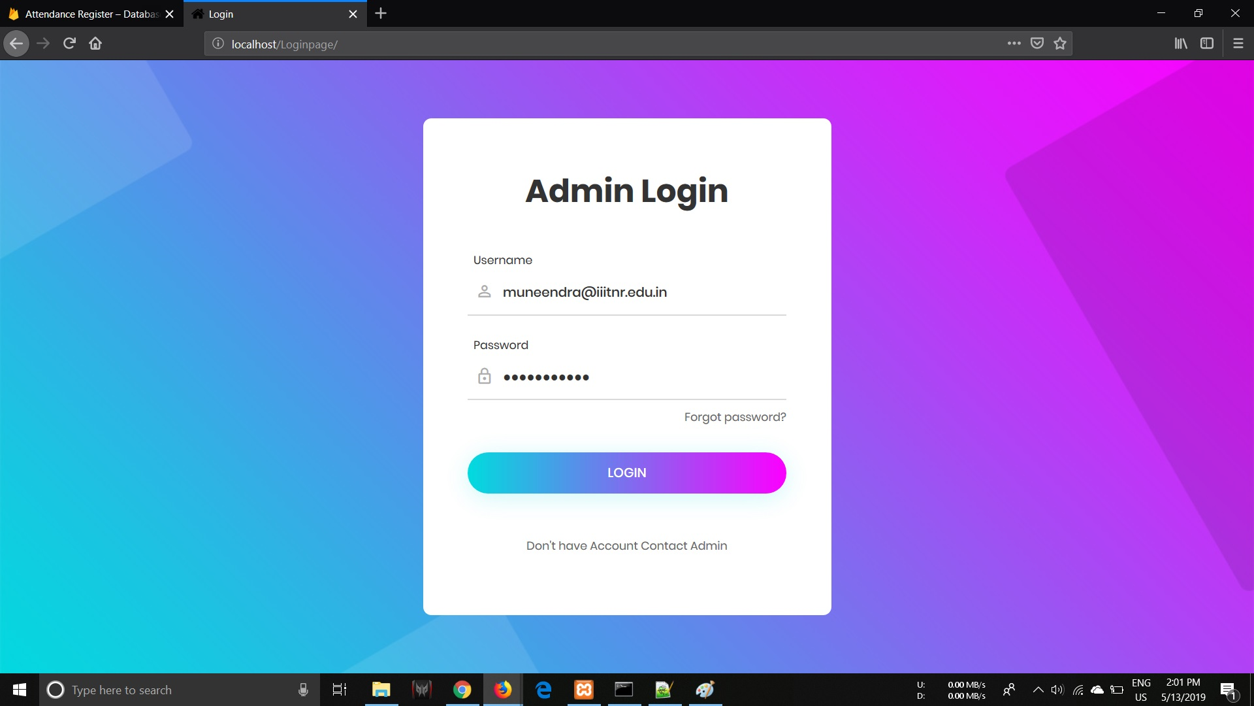 Attendance Register – Databas
Login
localhost/Loginpage/
Admin Login
Username
muneendra@iiitnr.edu.in
Password
•••••••••••
Forgot password?
LOGIN
Don't have Account Contact Admin
Type here to search
U: 0.00 MB/s
D: 0.00 MB/s
ENG
US
2:01 PM
5/13/2019
1